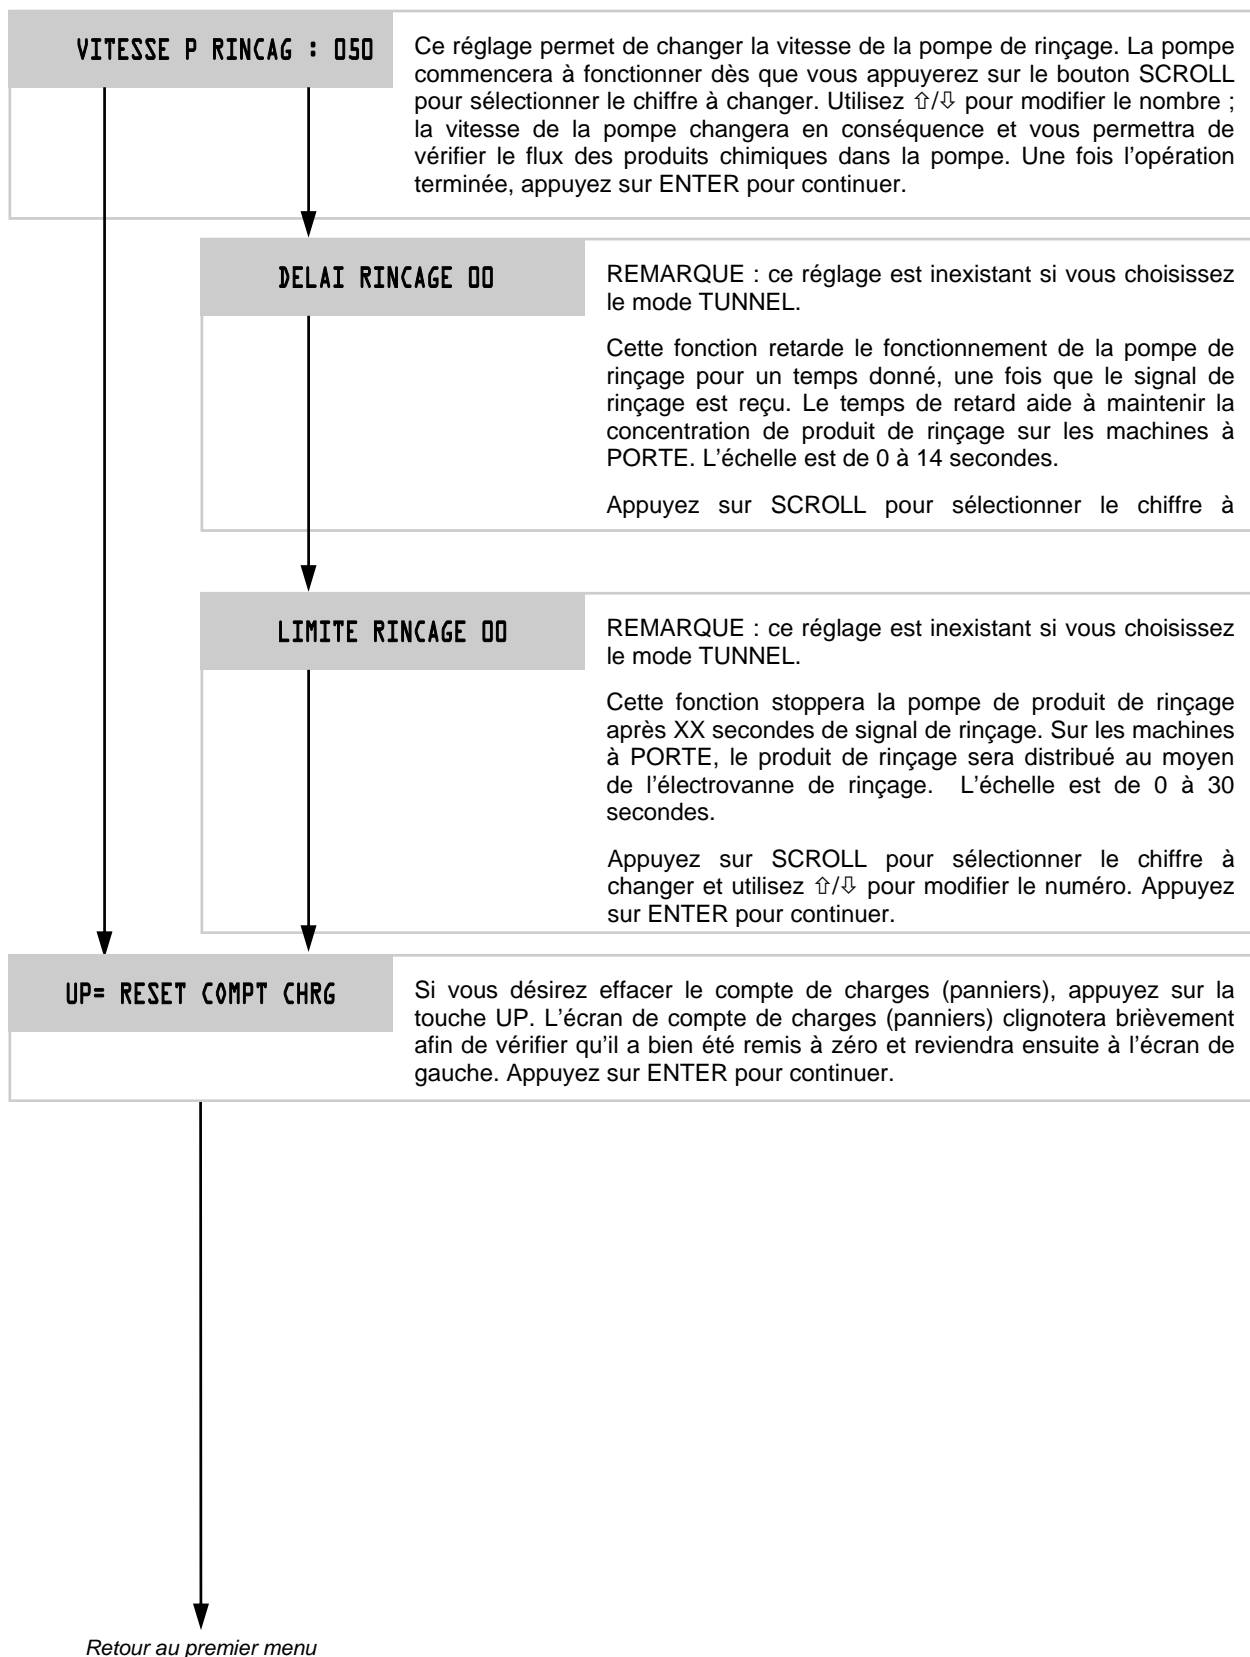 VITESSE P RINCAG : 050
Ce réglage permet de changer la vitesse de la pompe de rinçage. La pompe
commencera à fonctionner dès que vous appuyerez sur le bouton SCROLL
pour sélectionner le chiffre à changer. Utilisez ⇧/⇩ pour modifier le nombre ;
la vitesse de la pompe changera en conséquence et vous permettra de
vérifier le flux des produits chimiques dans la pompe. Une fois l'opération
terminée, appuyez sur ENTER pour continuer.
DELAI RINCAGE 00
REMARQUE : ce réglage est inexistant si vous choisissez
le mode TUNNEL.
Cette fonction retarde le fonctionnement de la pompe de
rinçage pour un temps donné, une fois que le signal de
rinçage est reçu. Le temps de retard aide à maintenir la
concentration de produit de rinçage sur les machines à
PORTE. L'échelle est de 0 à 14 secondes.
Appuyez sur SCROLL pour sélectionner le chiffre à
LIMITE RINCAGE 00
REMARQUE : ce réglage est inexistant si vous choisissez
le mode TUNNEL.
Cette fonction stoppera la pompe de produit de rinçage
après XX secondes de signal de rinçage. Sur les machines
à PORTE, le produit de rinçage sera distribué au moyen
de l'électrovanne de rinçage. L'échelle est de 0 à 30
secondes.
Appuyez sur SCROLL pour sélectionner le chiffre à
changer et utilisez ⇧/⇩ pour modifier le numéro. Appuyez
sur ENTER pour continuer.
UP= RESET COMPT CHRG
Si vous désirez effacer le compte de charges (panniers), appuyez sur la
touche UP. L'écran de compte de charges (panniers) clignotera brièvement
afin de vérifier qu'il a bien été remis à zéro et reviendra ensuite à l'écran de
gauche. Appuyez sur ENTER pour continuer.
Retour au premier menu